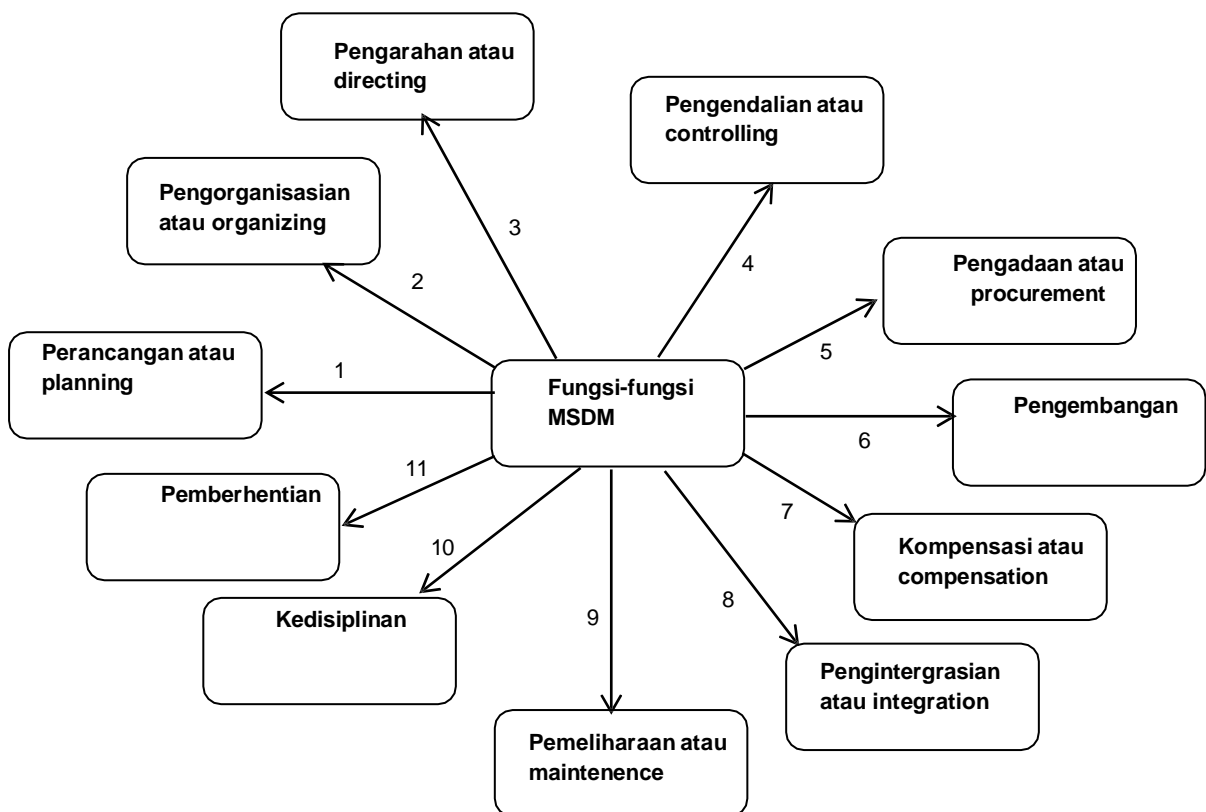 Pengarahan atau
directing
Pengendalian atau
controlling
Pengorganisasian
atau organizing
3
4
2
Pengadaan atau
procurement
Perancangan atau
planning
1
5
Fungsi-fungsi
MSDM
Pengembangan
6
11
Pemberhentian
7
10
Kompensasi atau
compensation
Kedisiplinan
9
8
Pengintergrasian
atau integration
Pemeliharaan atau
maintenence